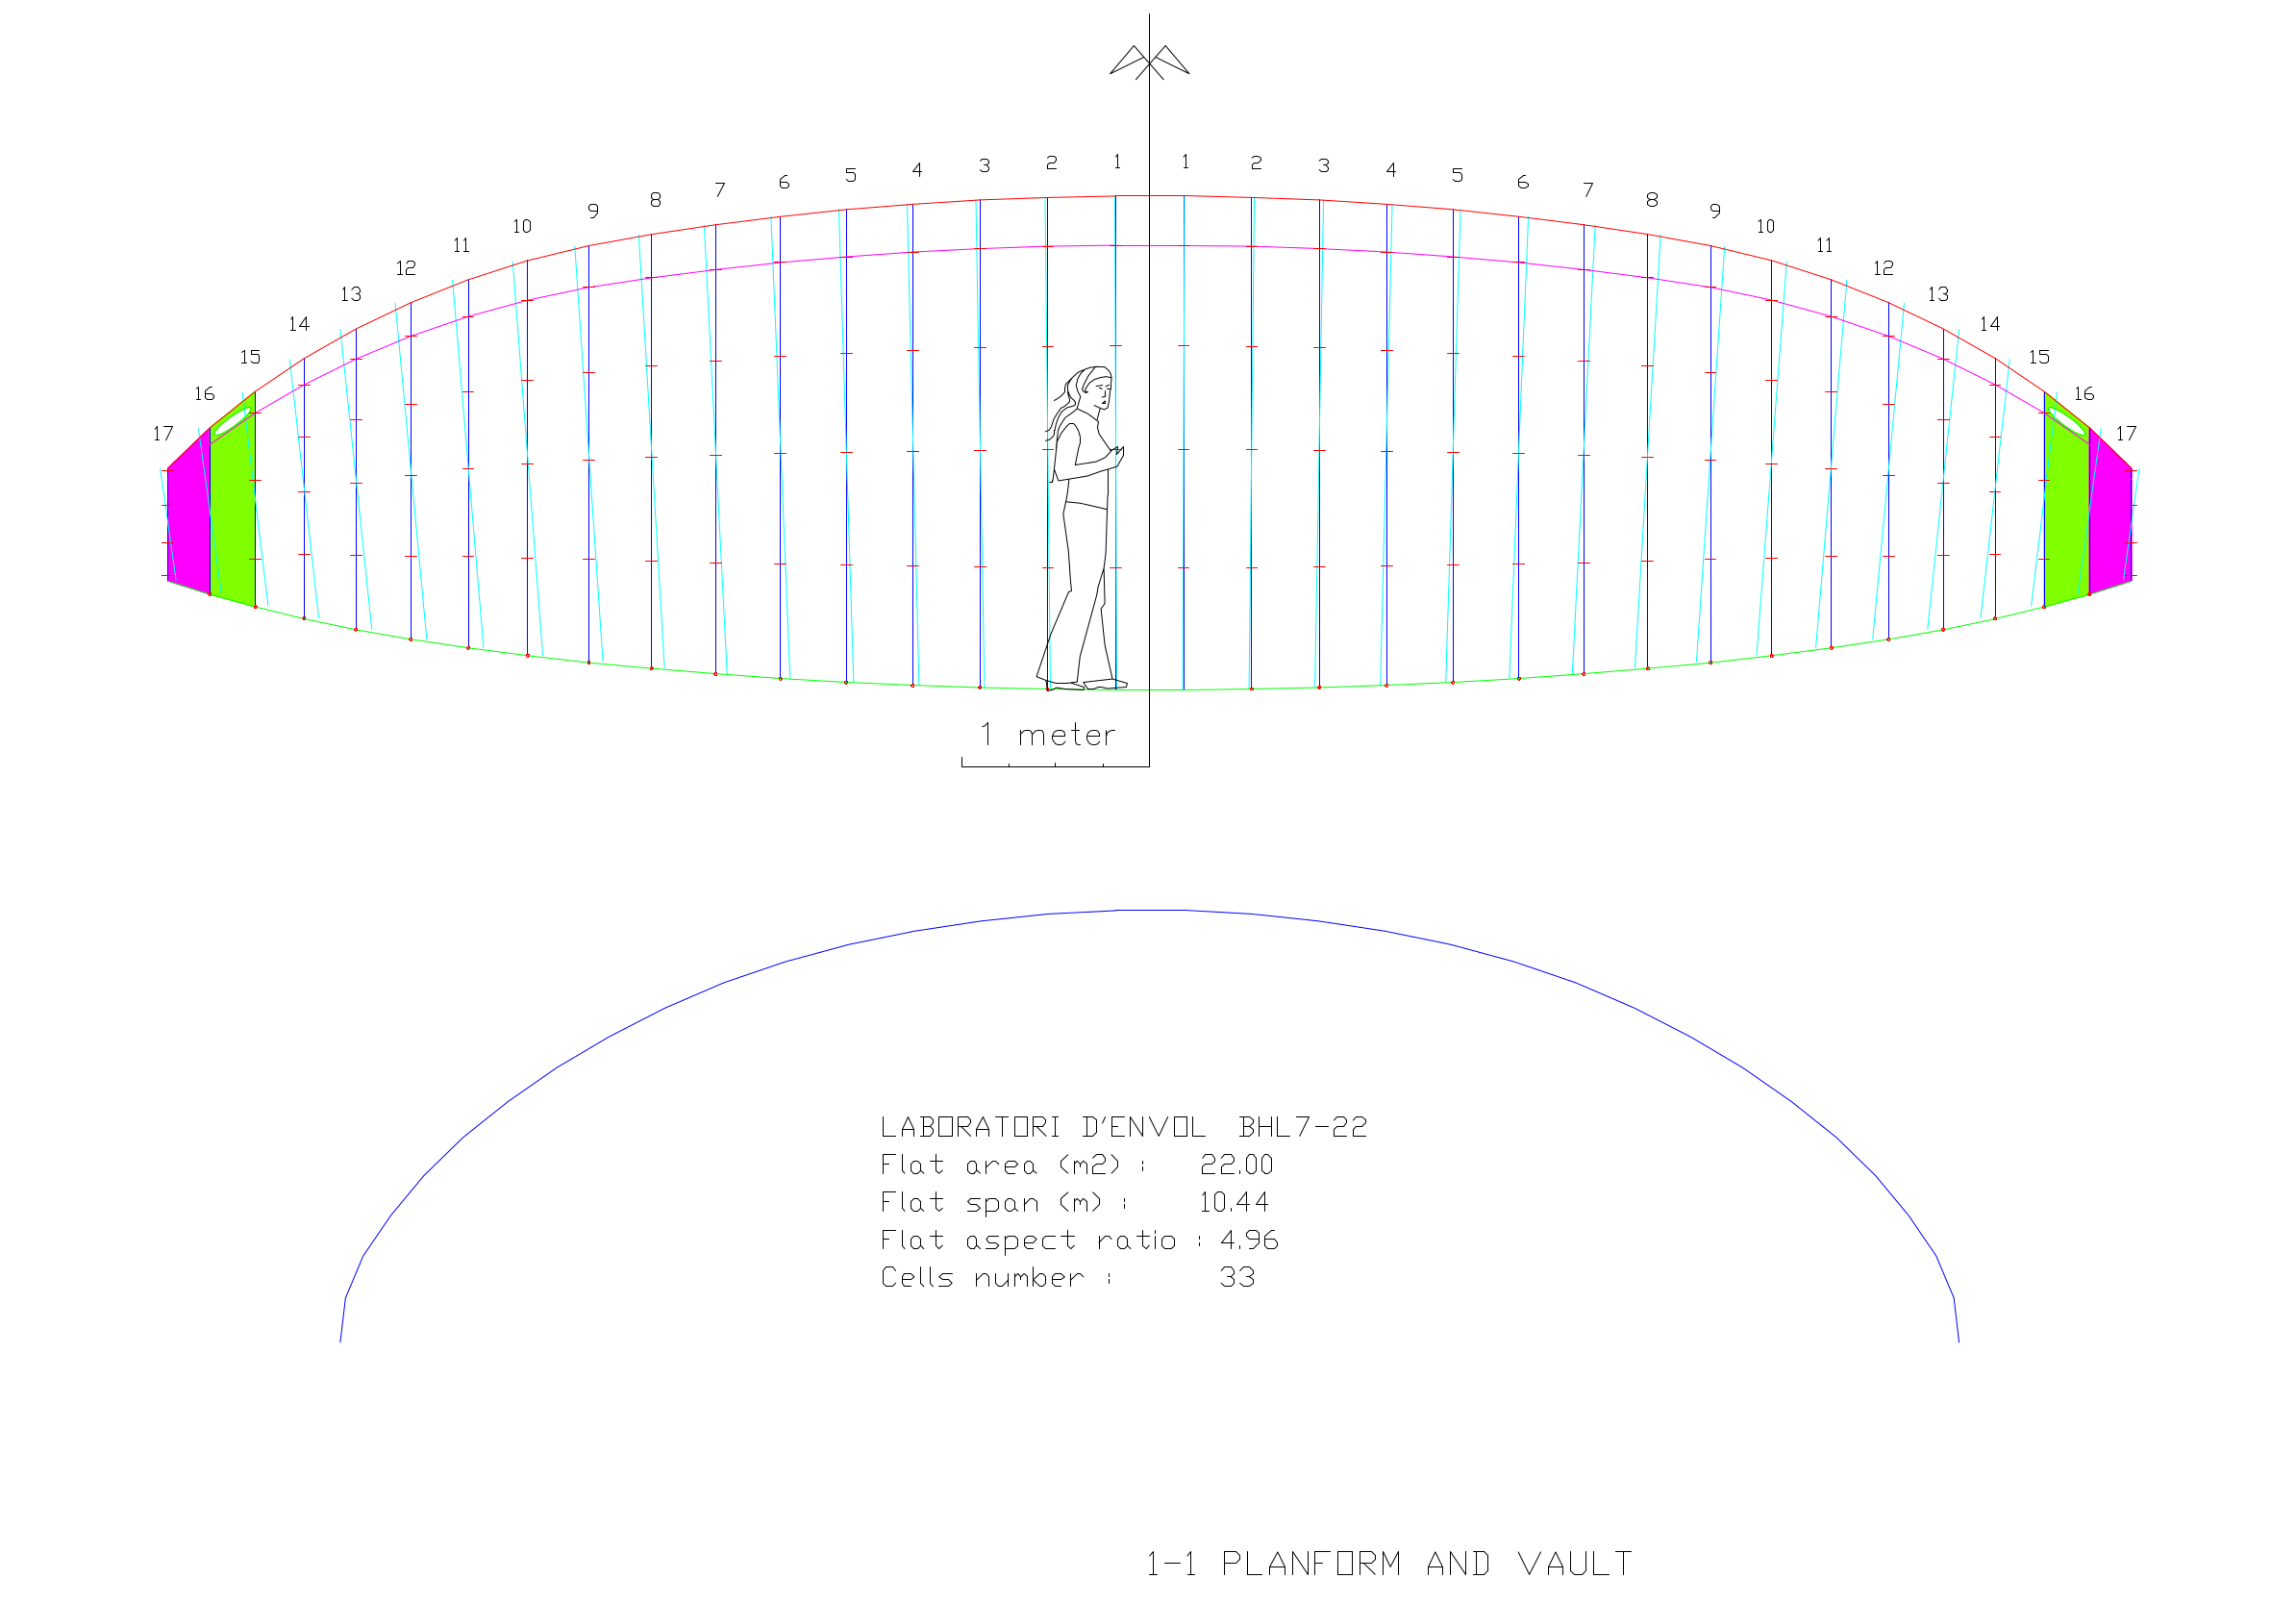 17 16 15 14 13 12 11 10 9 8 7 6 5 4 3 2 1 1 2 3 4 5 6 7 8 9 10 11 12 13 14 15 16 17
1 meter
LABORATORI D'ENVOL BHL7-22
Flat area (m2) : 22.00
Flat span (m) : 10.44
Flat aspect ratio : 4.96
Cells number : 33
1-1 PLANFORM AND VAULT